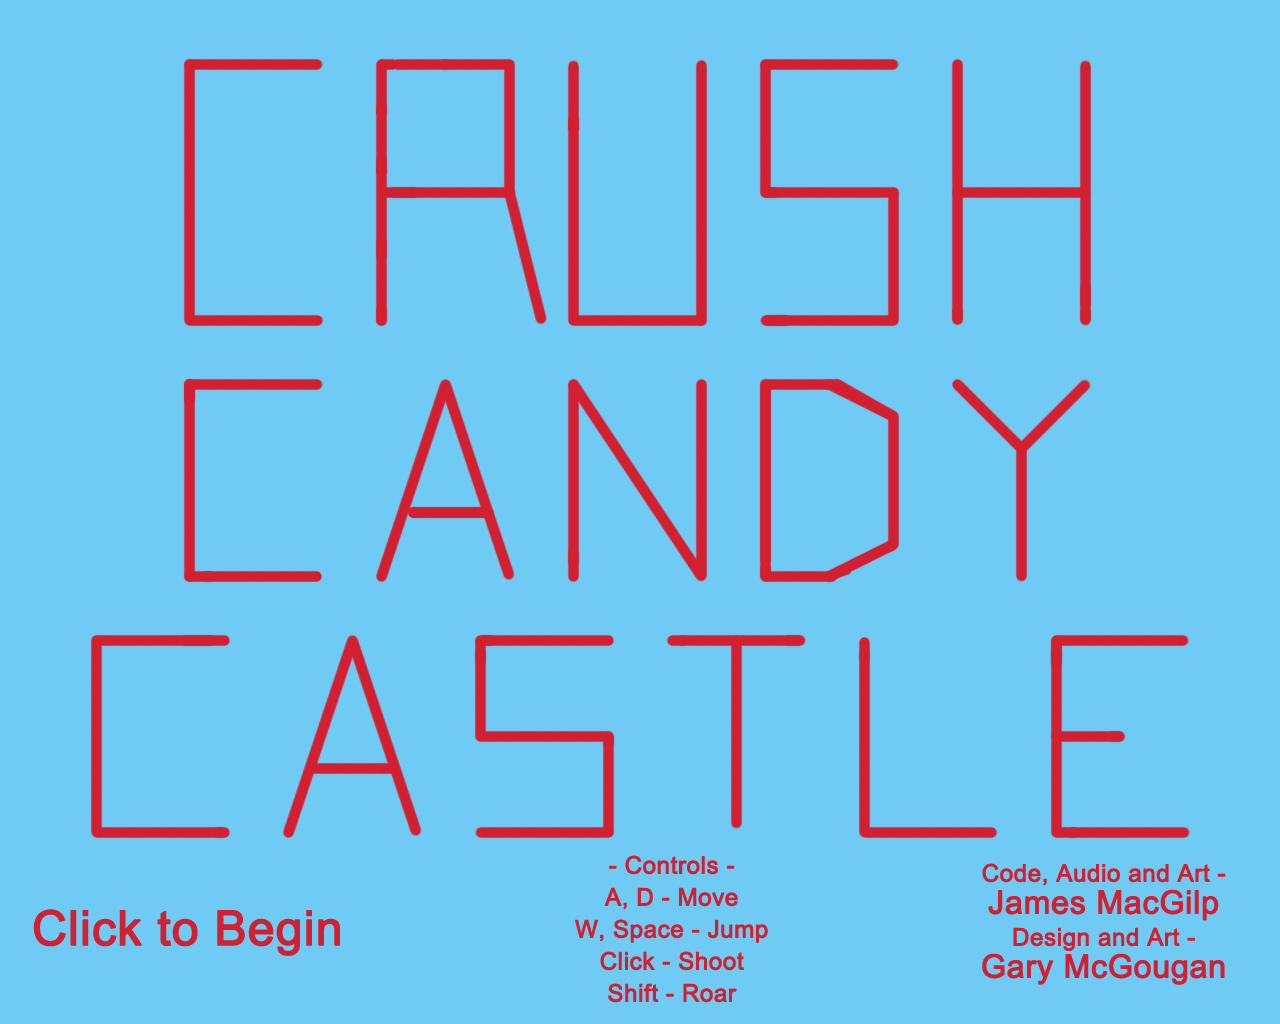 CRUSH
CANDY
CASTLE
Click to Begin
- Controls -
A, D - Move
W, Space - Jump
Click - Shoot
Shift - Roar
Code, Audio and Art -
James MacGilp
Design and Art -
Gary McGougan